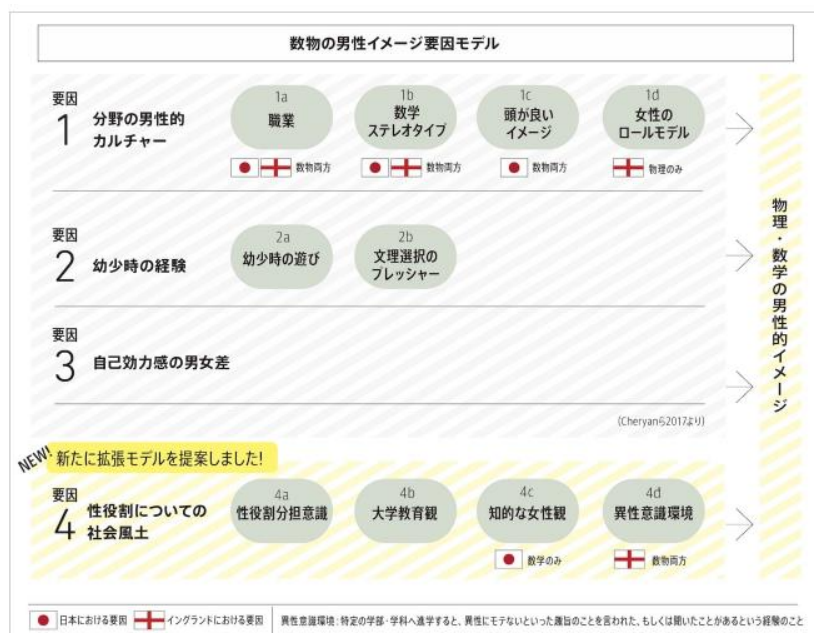 数物の男性イメージ要因モデル
要因
1
分野の男性的
カルチャー
1a
職業
数物両方
1b
数学
ステレオタイプ
数物両方
1c
頭が良い
イメージ
数物両方
1d
女性の
ロールモデル
物理のみ
要因
2
幼少時の経験
2a
幼少時の遊び
2b
文理選択の
プレッシャー
要因
3
自己効力感の男女差
(Cheryanら2017より)
物理・数学の男性的イメージ
NEW!
新たに拡張モデルを提案しました!
要因
4
性役割についての
社会風土
4a
性役割分担意識
4b
大学教育観
4c
知的な女性観
数学のみ
4d
異性意識環境
数物両方
日本における要因
イングランドにおける要因
異性意識環境:特定の学部・学科へ進学すると、異性にモテないといった趣旨のことを言われた、もしくは聞いたことがあるという経験のこと